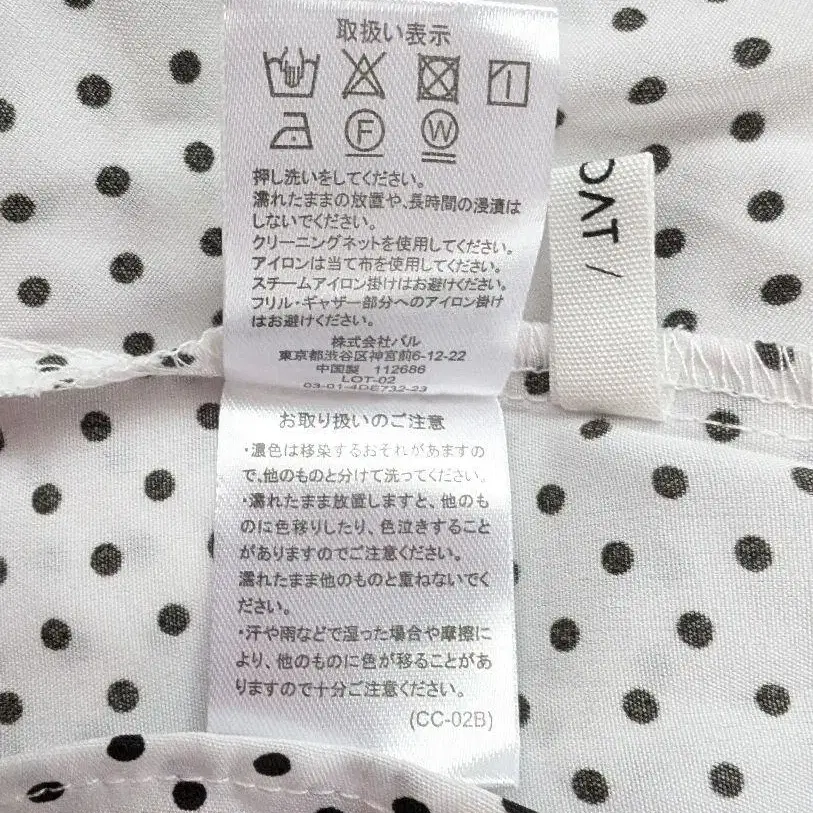 取扱い表示
F
W
押し洗いをしてください。
濡れたままの放置や、長時間の浸漬は
しないでください。
クリーニングネットを使用してください。
アイロンは当て布を使用してください。
スチームアイロン掛けはお避けください。
フリル・ギャザー部分へのアイロン掛け
はお避けください。
株式会社パル
東京都渋谷区神宮前6-12-22
中国製 112686
LOT-02
03-01-4DE732-23
お取り扱いのご注意
・濃色は移染するおそれがあますの
で、他のものと分けて洗ってください。
・濡れたまま放置しますと、他のも
のに色移りしたり、色泣きすること
がありますのでご注意ください。
濡れたまま他のものと重ねないでく
ださい。
・汗や雨などで湿った場合や摩擦に
より、他のものに色が移ることがあ
りますので十分ご注意ください。
(CC-02B)